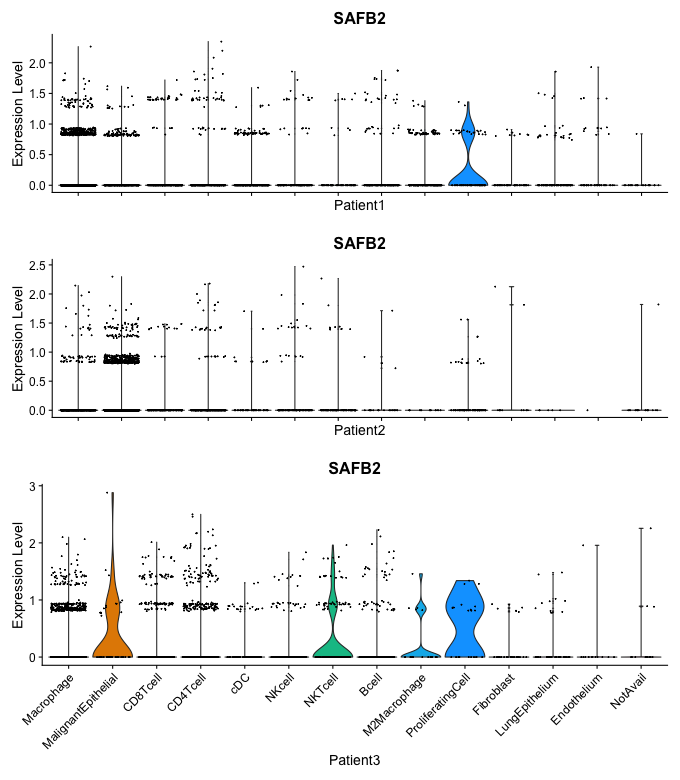 SAFB2
Expression Level
2.0
1.5
1.0
0.5
0.0
Patient1
SAFB2
Expression Level
2.5
2.0
1.5
1.0
0.5
0.0
Patient2
SAFB2
Expression Level
3
2
1
0
Macrophage
MalignantEpithelial
CD8Tcell
CD4Tcell
cDC
NKcell
NKTcell
Bcell
M2Macrophage
ProliferatingCell
Fibroblast
LungEpithelium
Endothelium
NotAvail
Patient3